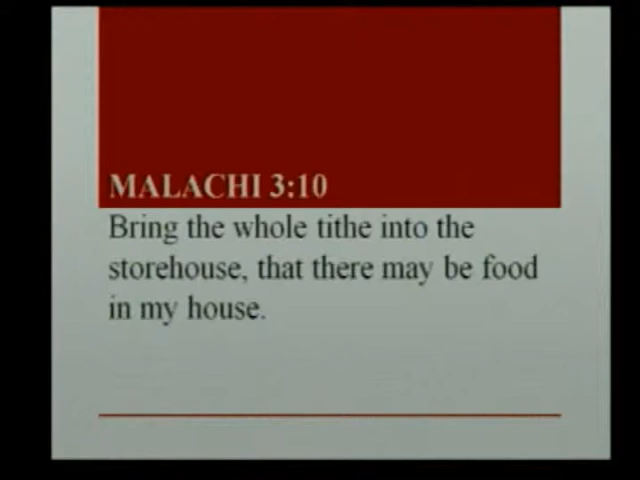 MALACHI 3:10
Bring the whole tithe into the
storehouse, that there may be food
in my house.